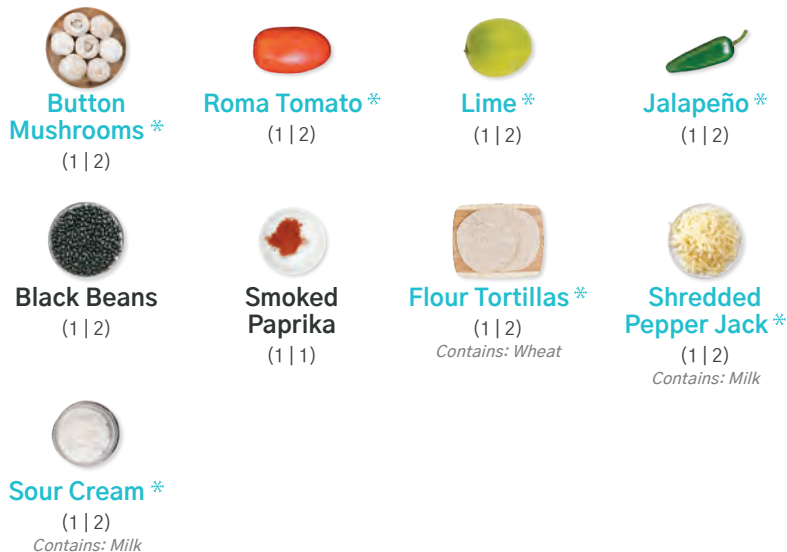 Button
Mushrooms *
(1 | 2)
Roma Tomato *
(1 | 2)
Lime *
(1 | 2)
Jalapeño *
(1 | 2)
Black Beans
(1 | 2)
Smoked
Paprika
(1 | 1)
Flour Tortillas *
(1 | 2)
Contains: Wheat
Shredded
Pepper Jack *
(1 | 2)
Contains: Milk
Sour Cream *
(1 | 2)
Contains: Milk